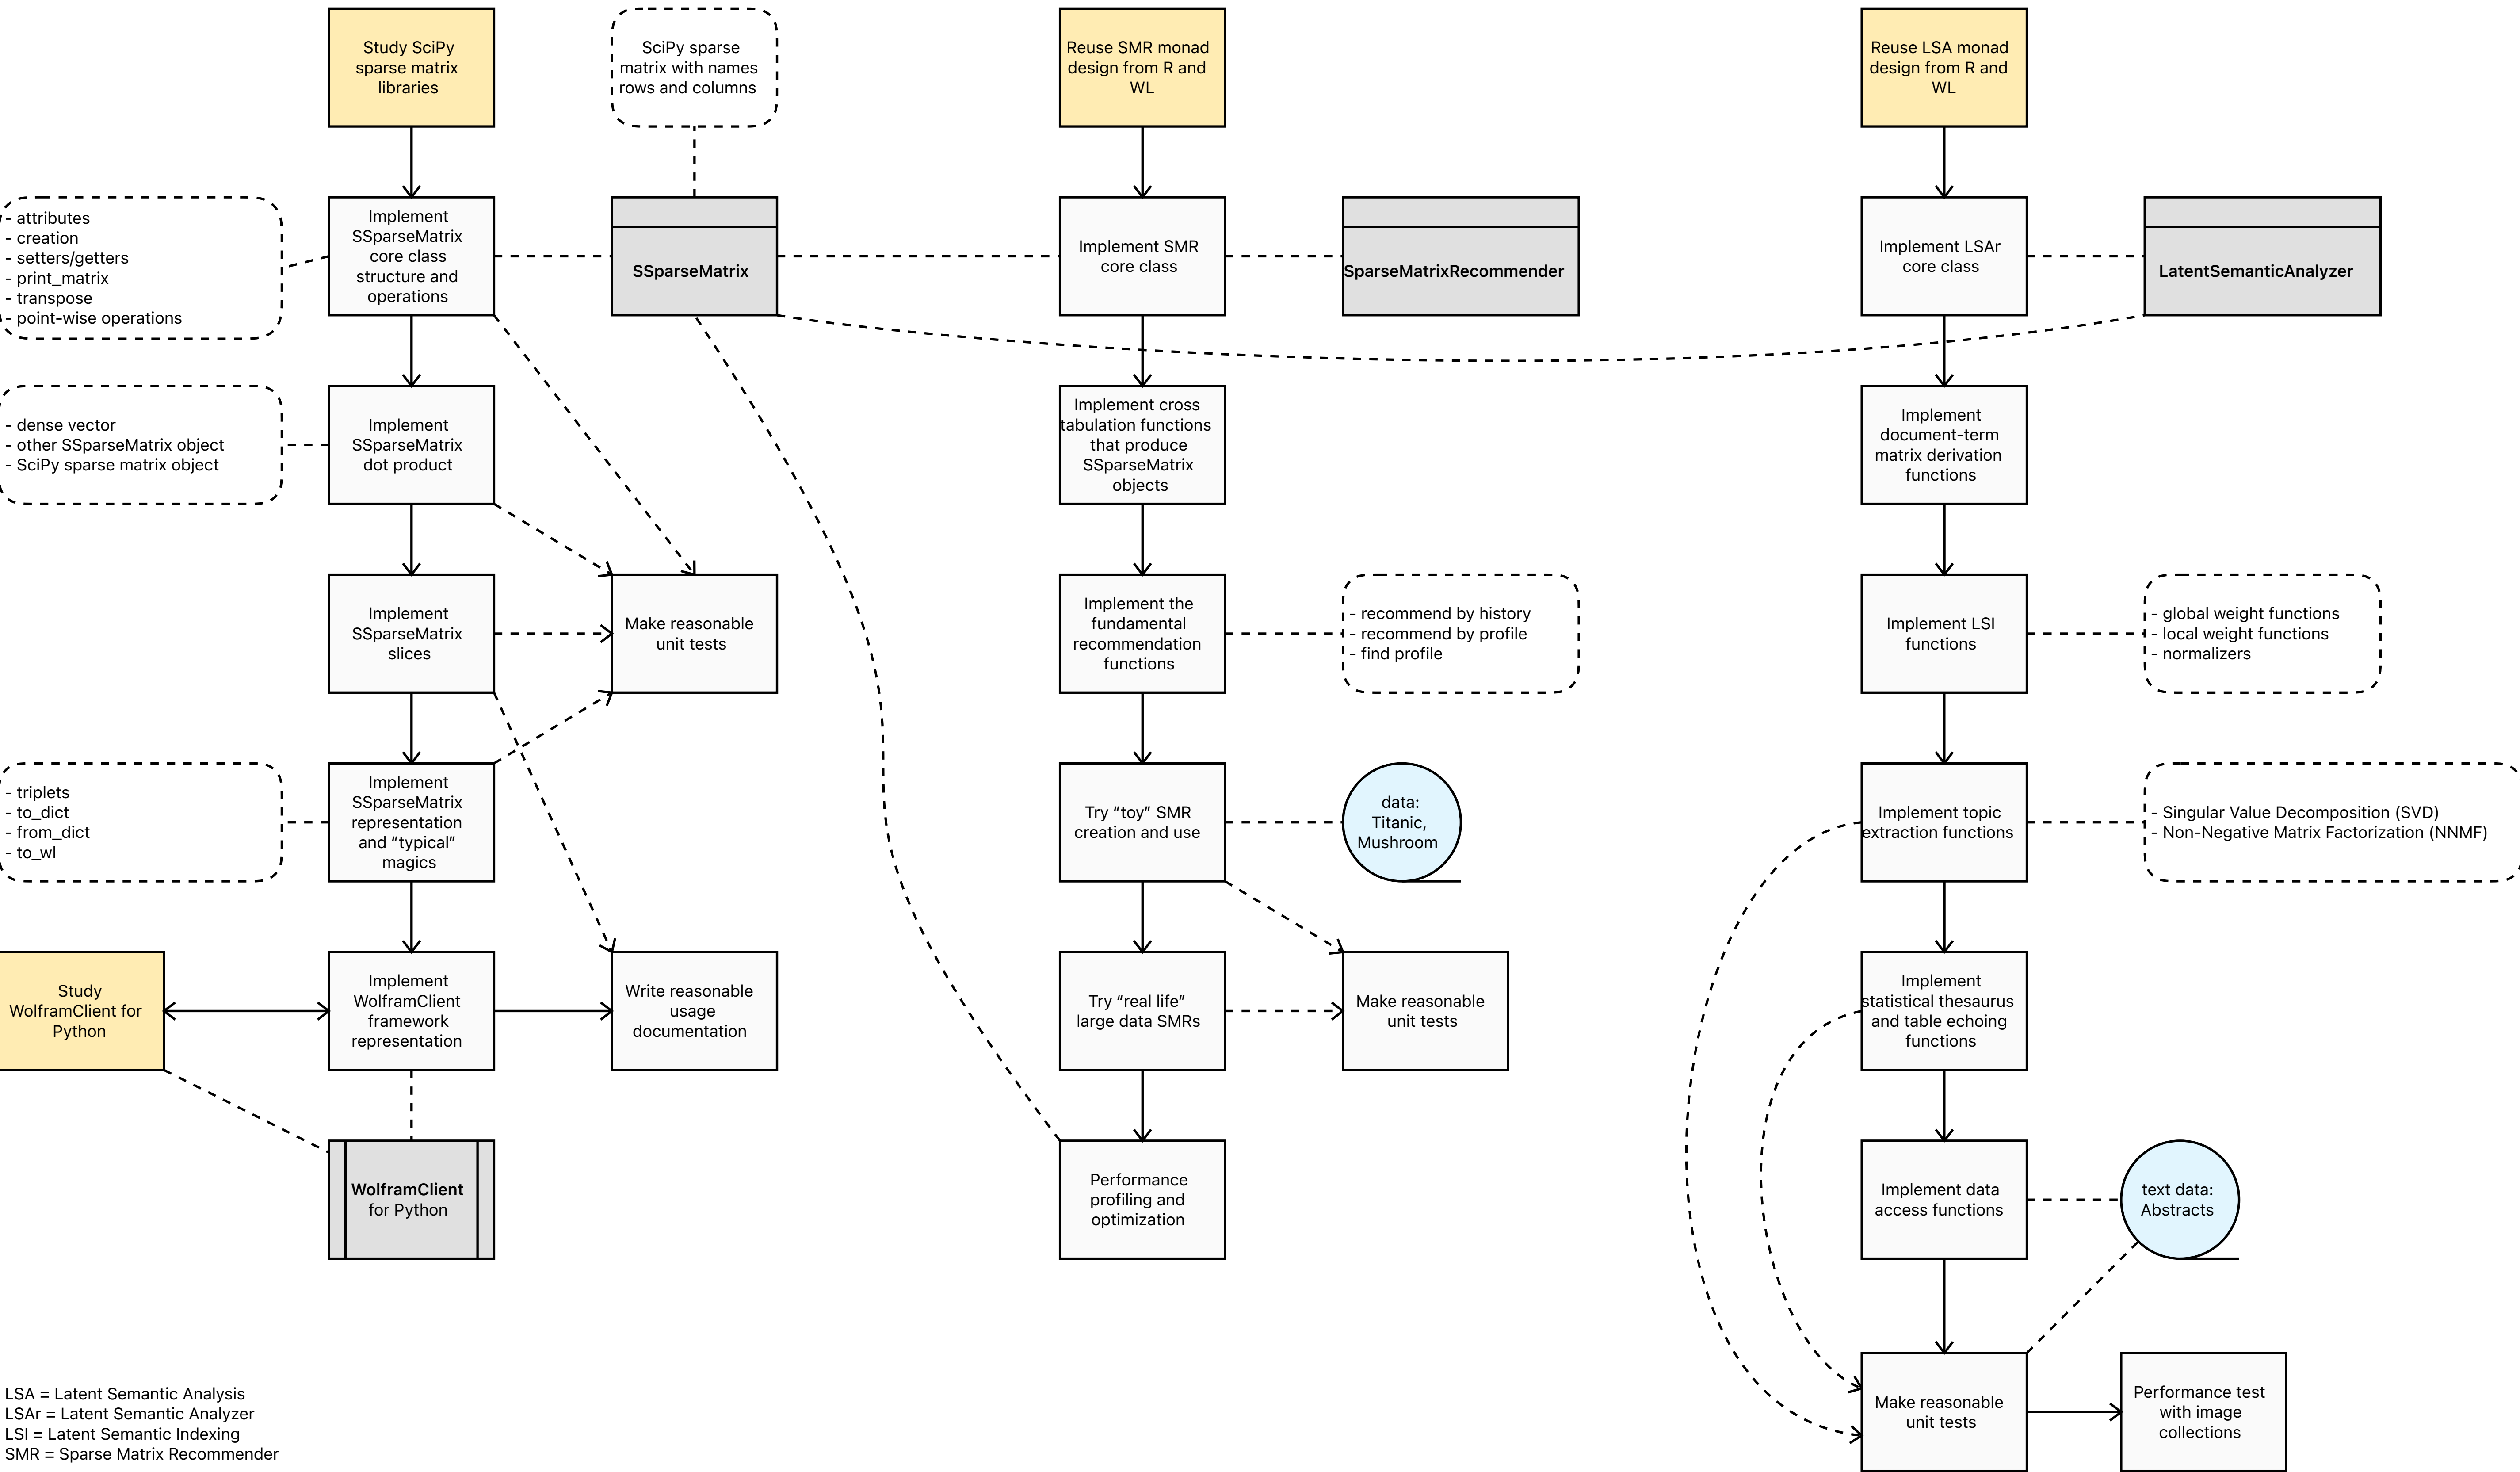 Study SciPy
sparse matrix
libraries
SciPy sparse
matrix with names
rows and columns
Reuse SMR monad
design from R and
WL
Reuse LSA monad
design from R and
WL
- attributes
- creation
- setters/getters
- print_matrix
- transpose
- point-wise operations
Implement
SSparseMatrix
core class
structure and
operations
SSparseMatrix
Implement SMR
core class
SparseMatrixRecommender
Implement LSAr
core class
LatentSemanticAnalyzer
- dense vector
- other SSparseMatrix object
- SciPy sparse matrix object
Implement
SSparseMatrix
dot product
Implement cross
tabulation functions
that produce
SSparseMatrix
objects
Implement
document-term
matrix derivation
functions
Implement
SSparseMatrix
slices
Make reasonable
unit tests
Implement the
fundamental
recommendation
functions
- recommend by history
- recommend by profile
- find profile
Implement LSI
functions
- global weight functions
- local weight functions
- normalizers
- triplets
- to_dict
- from_dict
- to_wl
Implement
SSparseMatrix
representation
and “typical”
magics
Try “toy” SMR
creation and use
data:
Titanic,
Mushroom
Implement topic
extraction functions
- Singular Value Decomposition (SVD)
- Non-Negative Matrix Factorization (NNMF)
Study
WolframClient for
Python
Implement
WolframClient
framework
representation
Write reasonable
usage
documentation
Try “real life”
large data SMRs
Make reasonable
unit tests
Implement
statistical thesaurus
and table echoing
functions
WolframClient
for Python
Performance
profiling and
optimization
Implement data
access functions
text data:
Abstracts
Make reasonable
unit tests
Performance test
with image
collections
LSA = Latent Semantic Analysis
LSAr = Latent Semantic Analyzer
LSI = Latent Semantic Indexing
SMR = Sparse Matrix Recommender